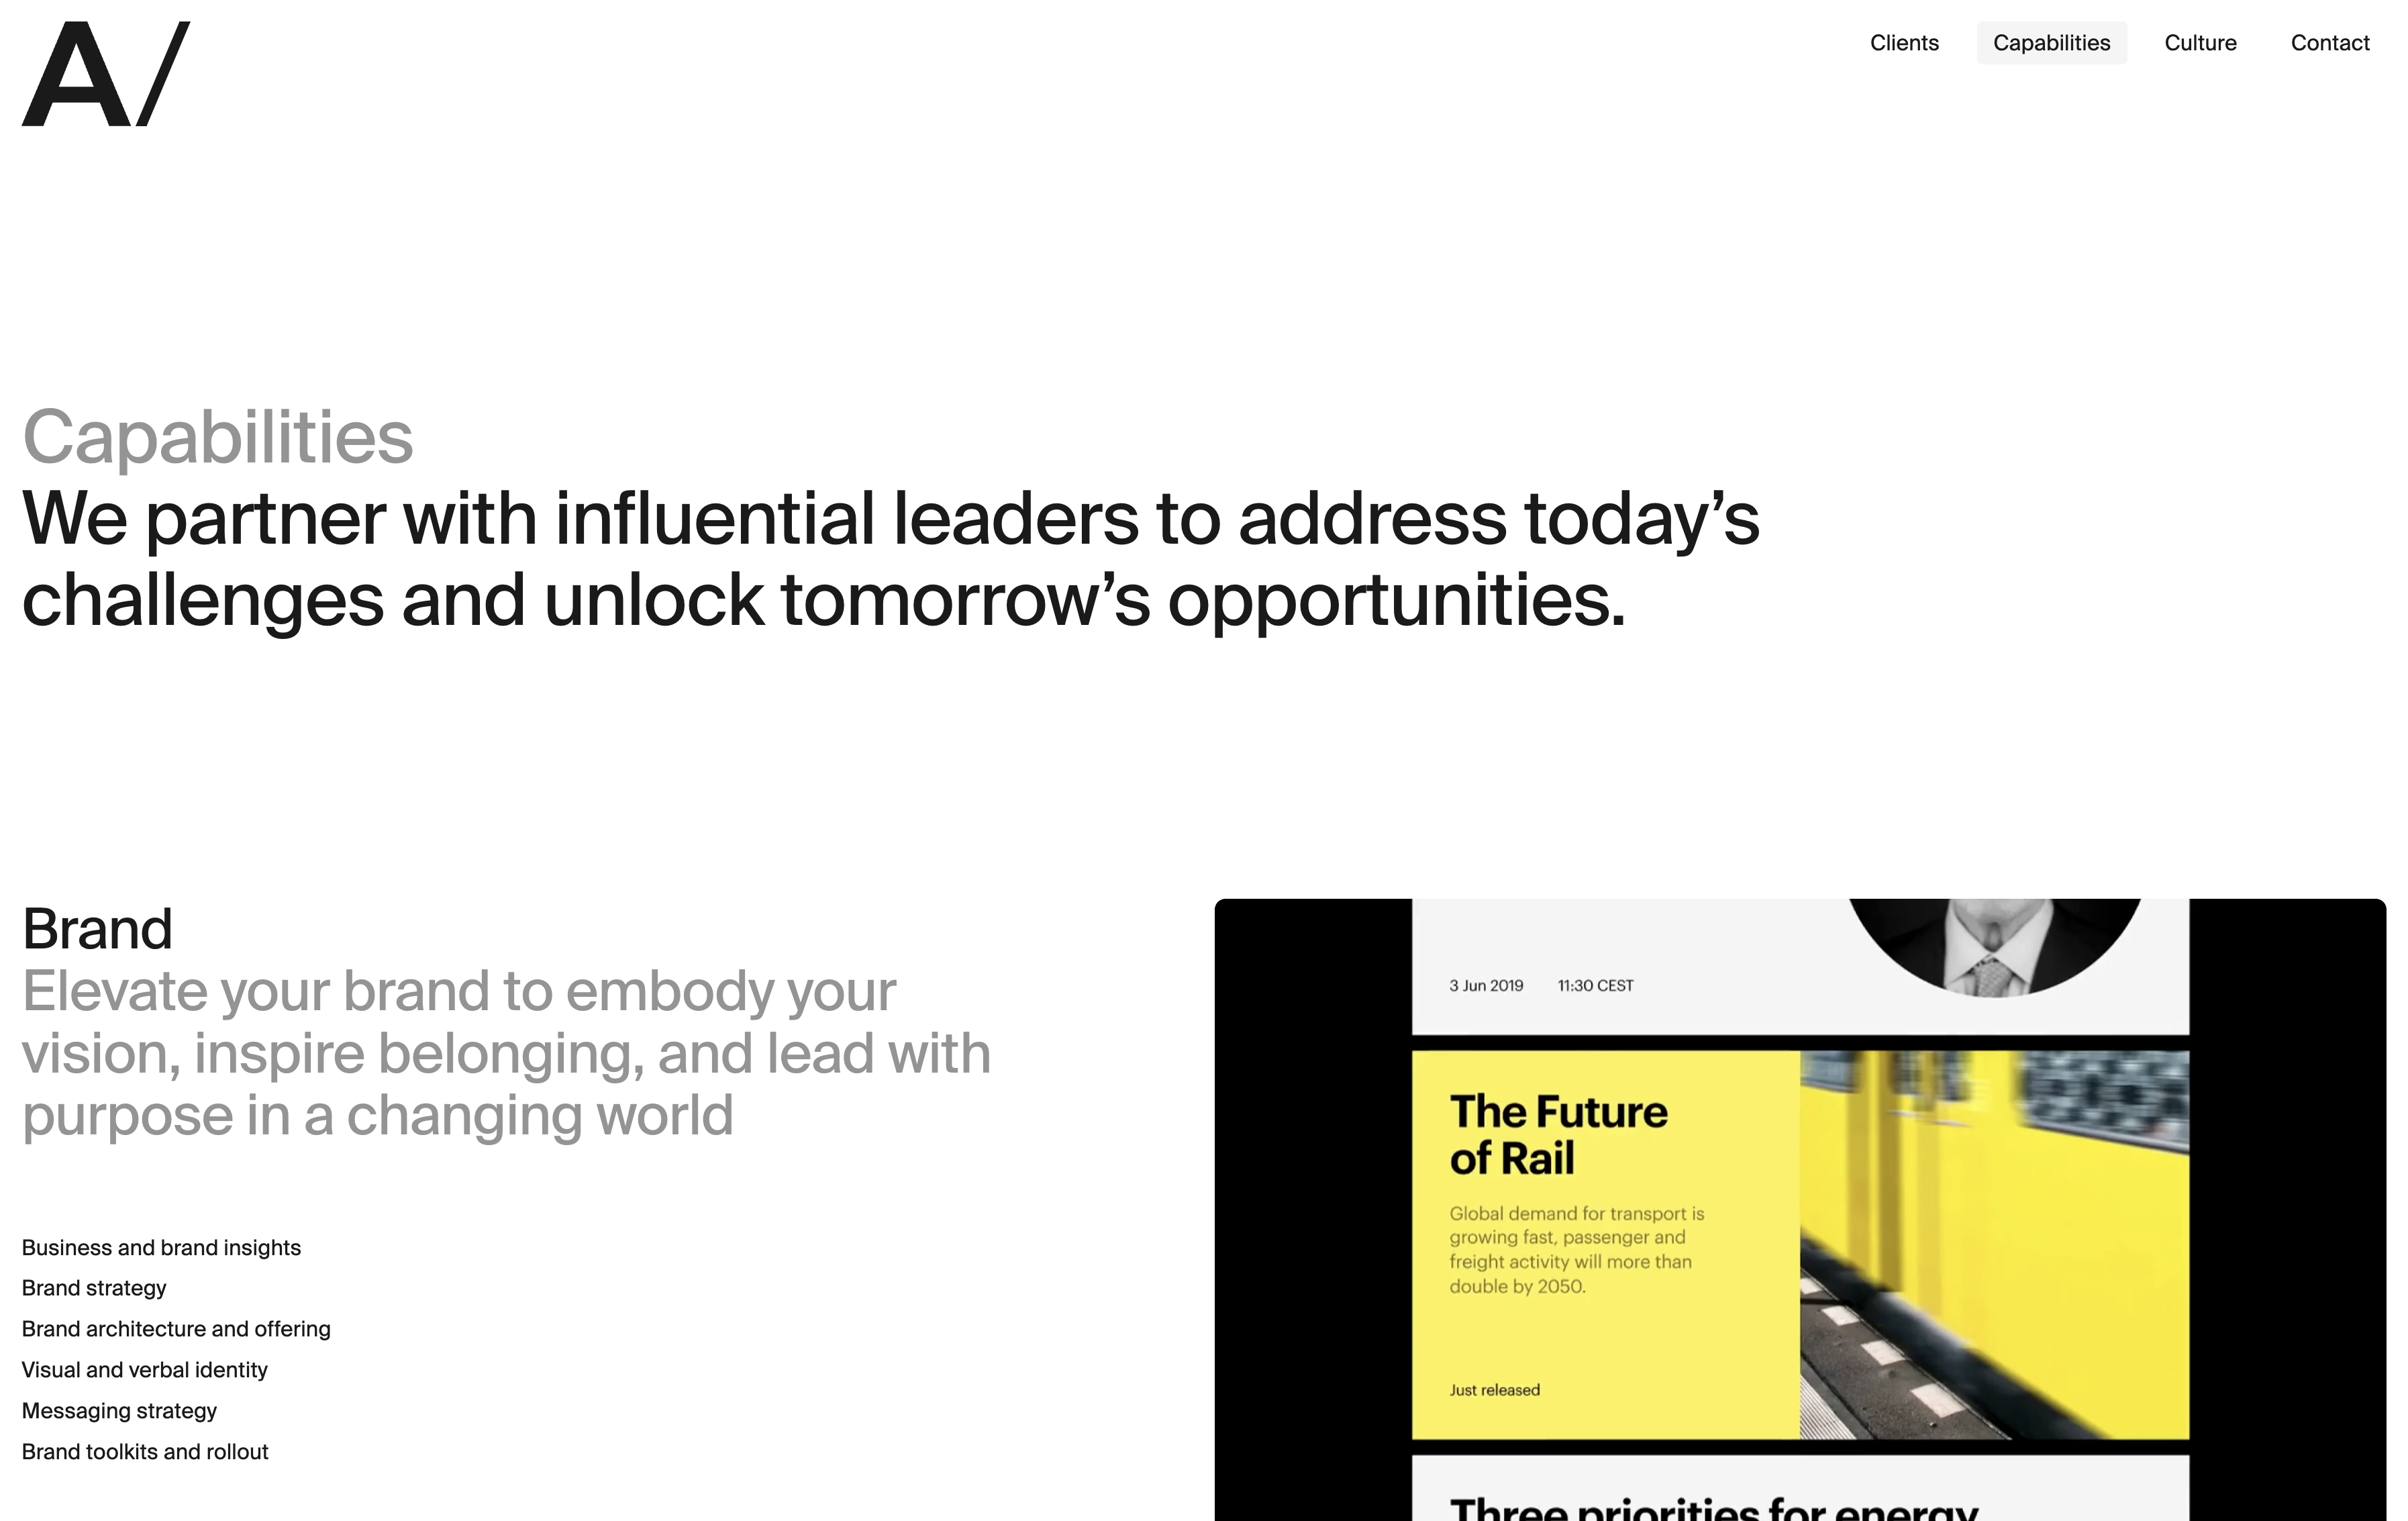 A/
Clients
Capabilities
Culture
Contact
Capabilities
We partner with influential leaders to address today’s
challenges and unlock tomorrow’s opportunities.
Brand
Elevate your brand to embody your
vision, inspire belonging, and lead with
purpose in a changing world
Business and brand insights
Brand strategy
Brand architecture and offering
Visual and verbal identity
Messaging strategy
Brand toolkits and rollout
3 Jun 2019 11:30 CEST
The Future
of Rail
Global demand for transport is
growing fast, passenger and
freight activity will more than
double by 2050.
Just released
Three priorities for energy